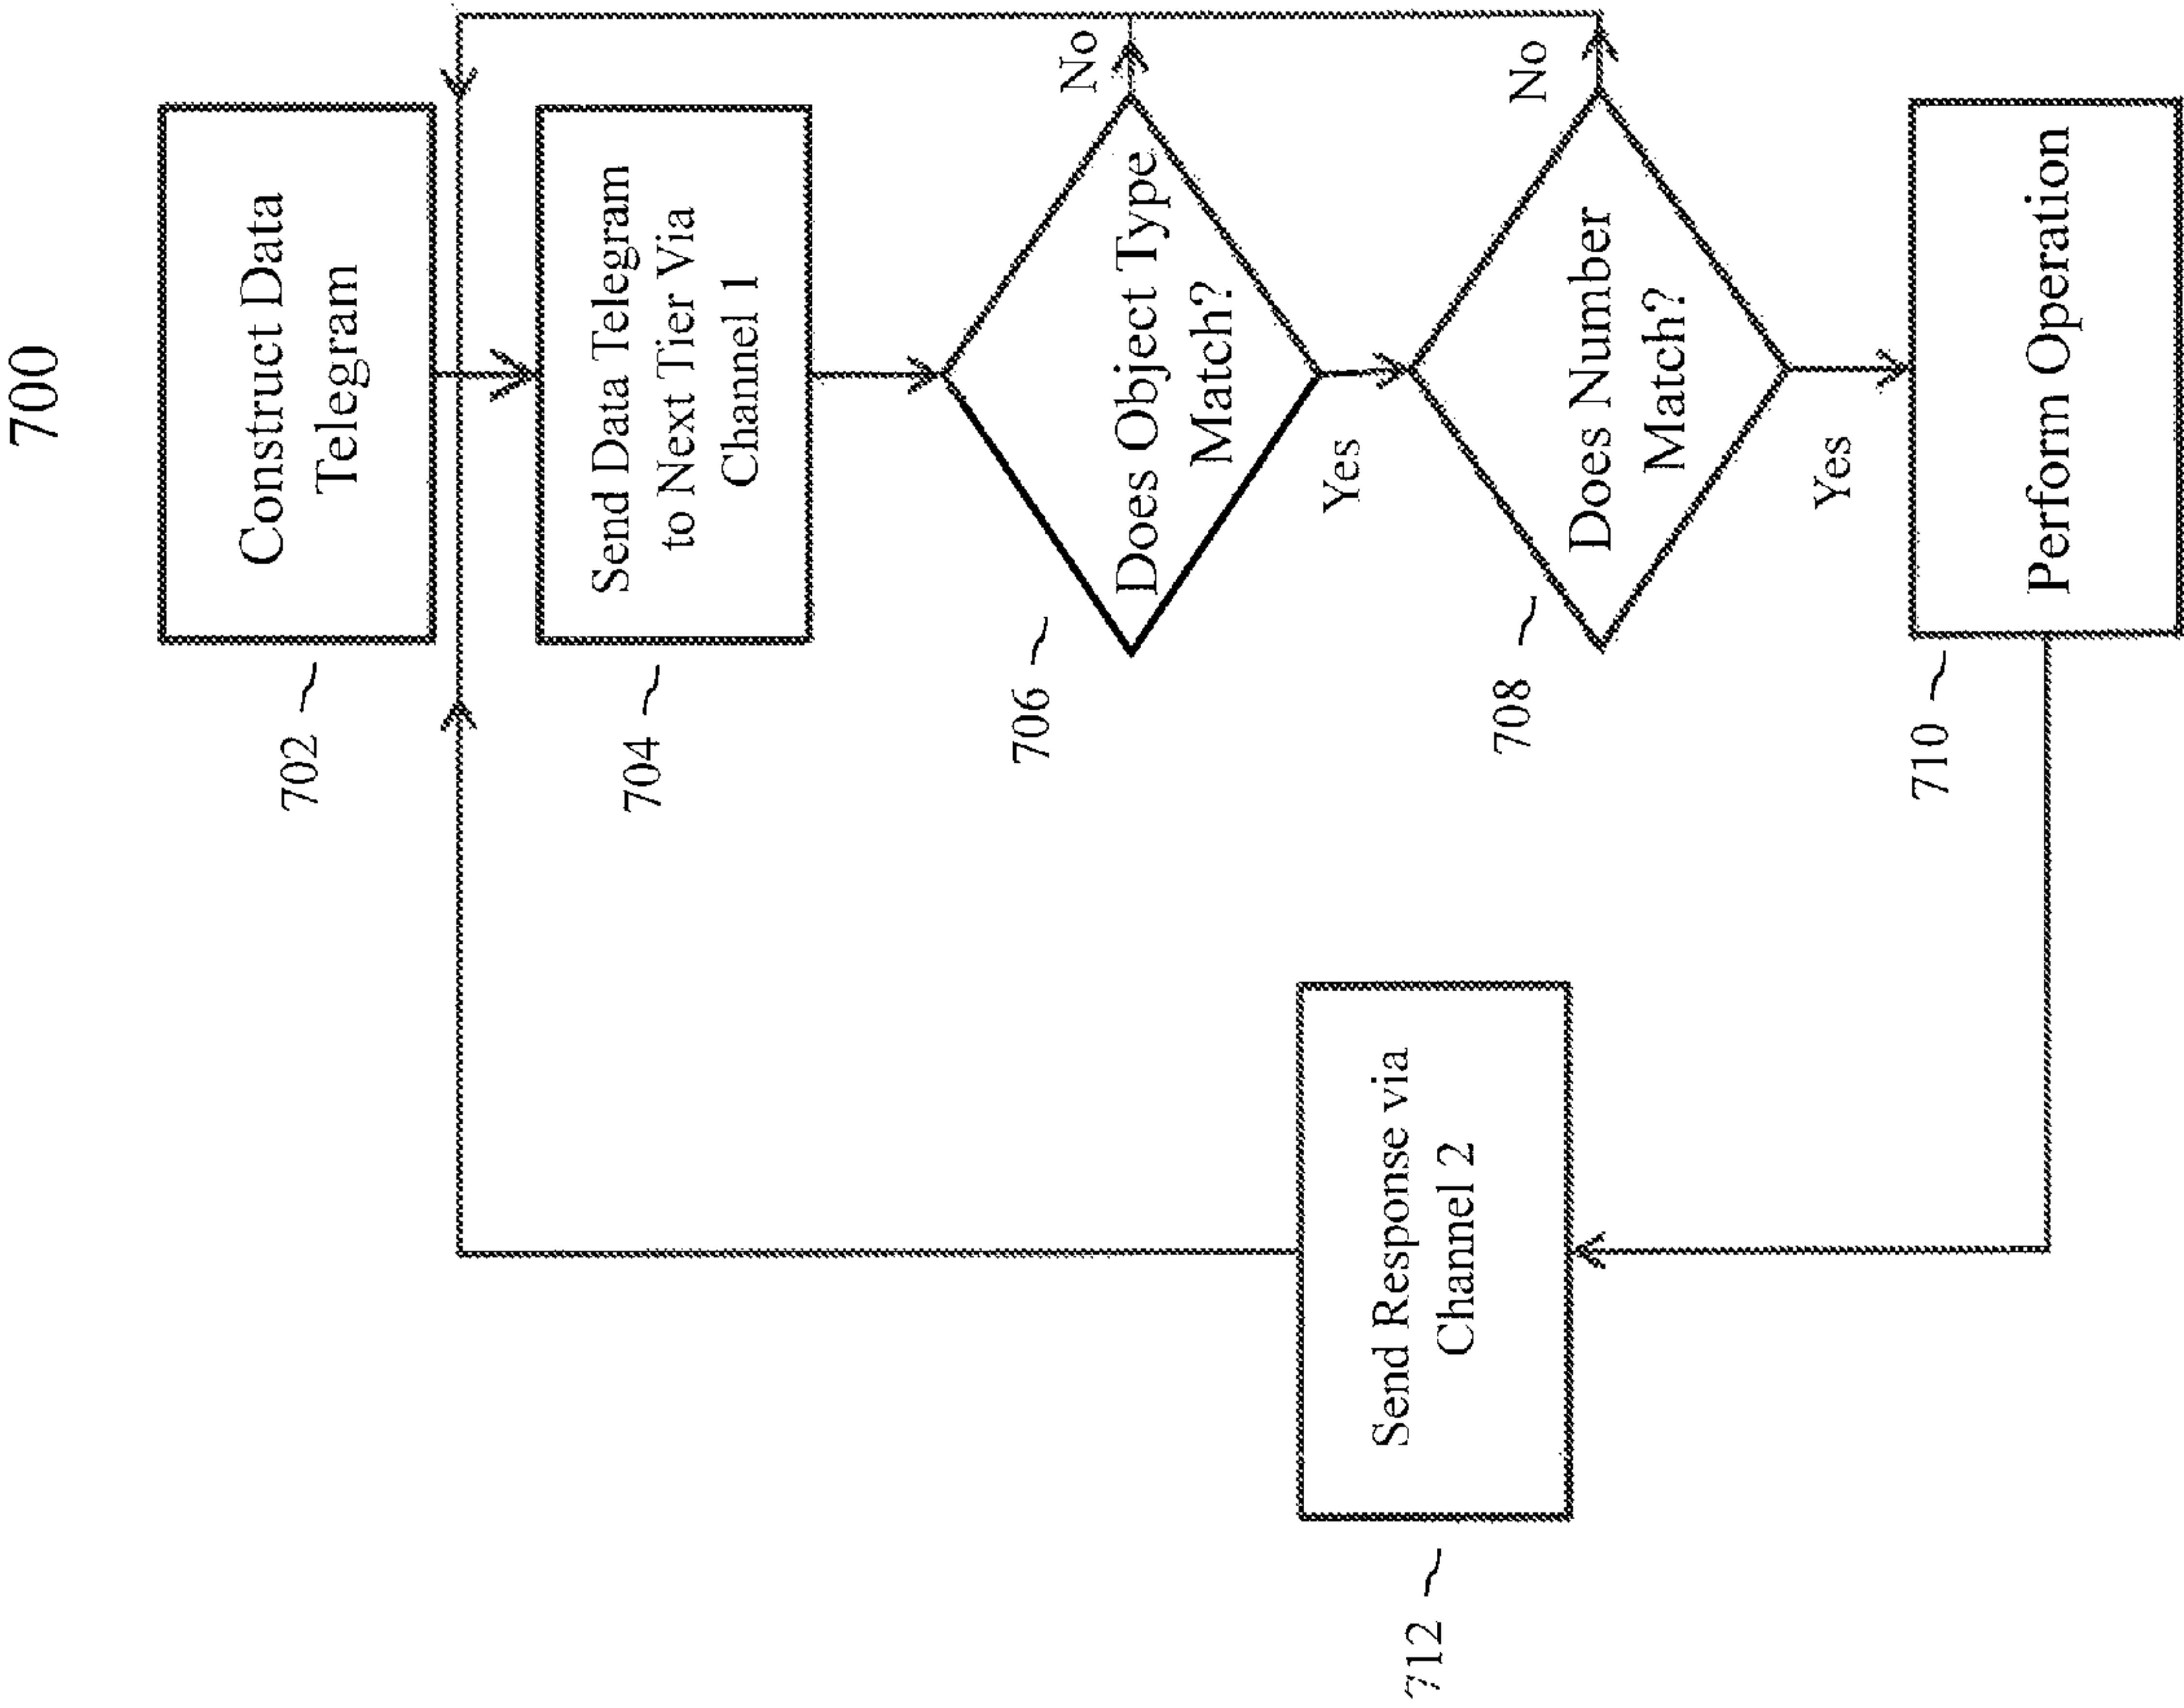 700
702
Construct Data
Telegram
704
Send Data Telegram
to Next Tier Via
Channel 1
706
Does Object Type
Match?
No
Yes
708
Does Number
Match?
No
Yes
710
Perform Operation
712
Send Response via
Channel 2